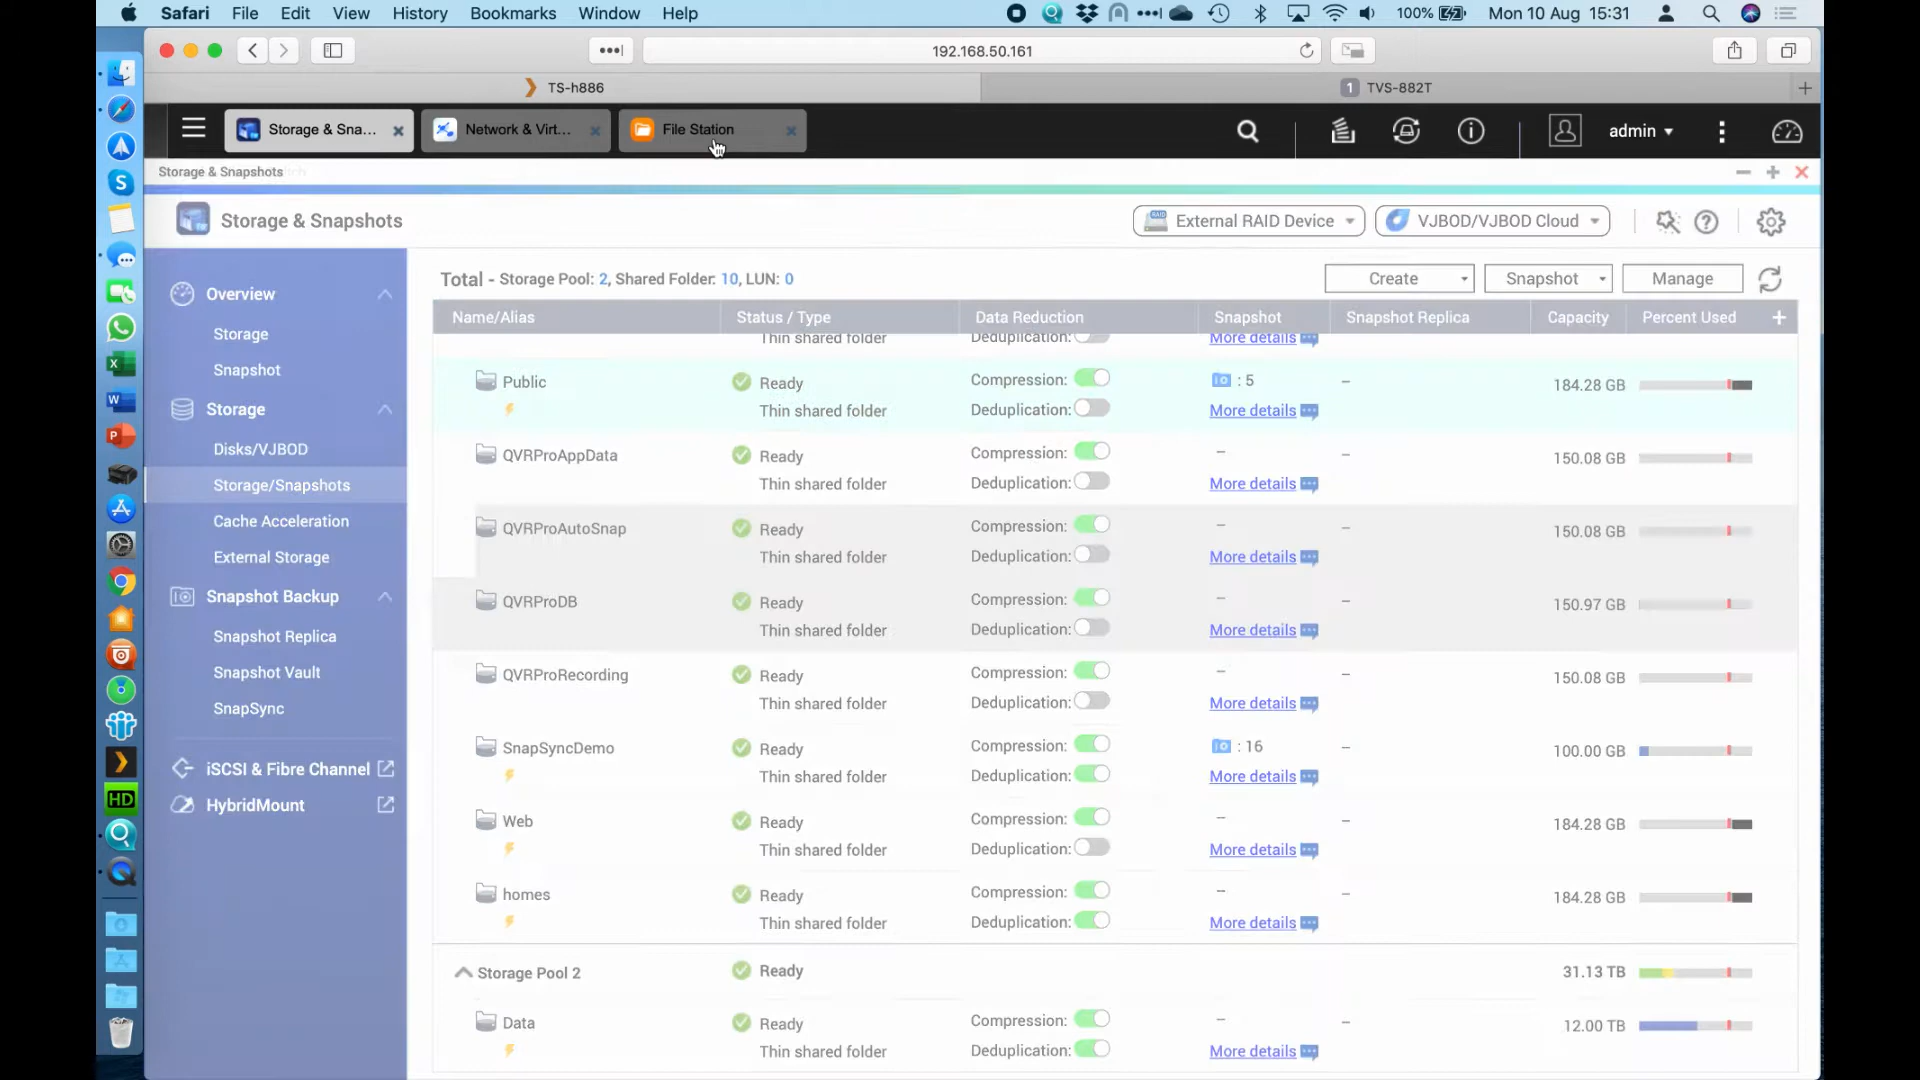 Safari File Edit View History Bookmarks Window Help 100% Mon 10 Aug 15:31
192.168.50.161
TS-h886 1 TVS-882T
Storage & Sna... Network & Virt... File Station admin
Storage & Snapshots
Storage & Snapshots External RAID Device VJBOD/VJBOD Cloud
Overview
Storage
Snapshot
Storage
Disks/VJBOD
Storage/Snapshots
Cache Acceleration
External Storage
Snapshot Backup
Snapshot Replica
Snapshot Vault
SnapSync
iSCSI & Fibre Channel
HybridMount
Total - Storage Pool: 2, Shared Folder: 10, LUN: 0 Create Snapshot Manage
Name/Alias Status / Type Data Reduction Snapshot Snapshot Replica Capacity Percent Used
Thin shared folder Deduplication: More details
Public Ready Compression: : 5 – 184.28 GB
Thin shared folder Deduplication: More details
QVRProAppData Ready Compression: – – 150.08 GB
Thin shared folder Deduplication: More details
QVRProAutoSnap Ready Compression: – – 150.08 GB
Thin shared folder Deduplication: More details
QVRProDB Ready Compression: – – 150.97 GB
Thin shared folder Deduplication: More details
QVRProRecording Ready Compression: – – 150.08 GB
Thin shared folder Deduplication: More details
SnapSyncDemo Ready Compression: : 16 – 100.00 GB
Thin shared folder Deduplication: More details
Web Ready Compression: – – 184.28 GB
Thin shared folder Deduplication: More details
homes Ready Compression: – – 184.28 GB
Thin shared folder Deduplication: More details
Storage Pool 2 Ready 31.13 TB
Data Ready Compression: – – 12.00 TB
Thin shared folder Deduplication: More details
HD